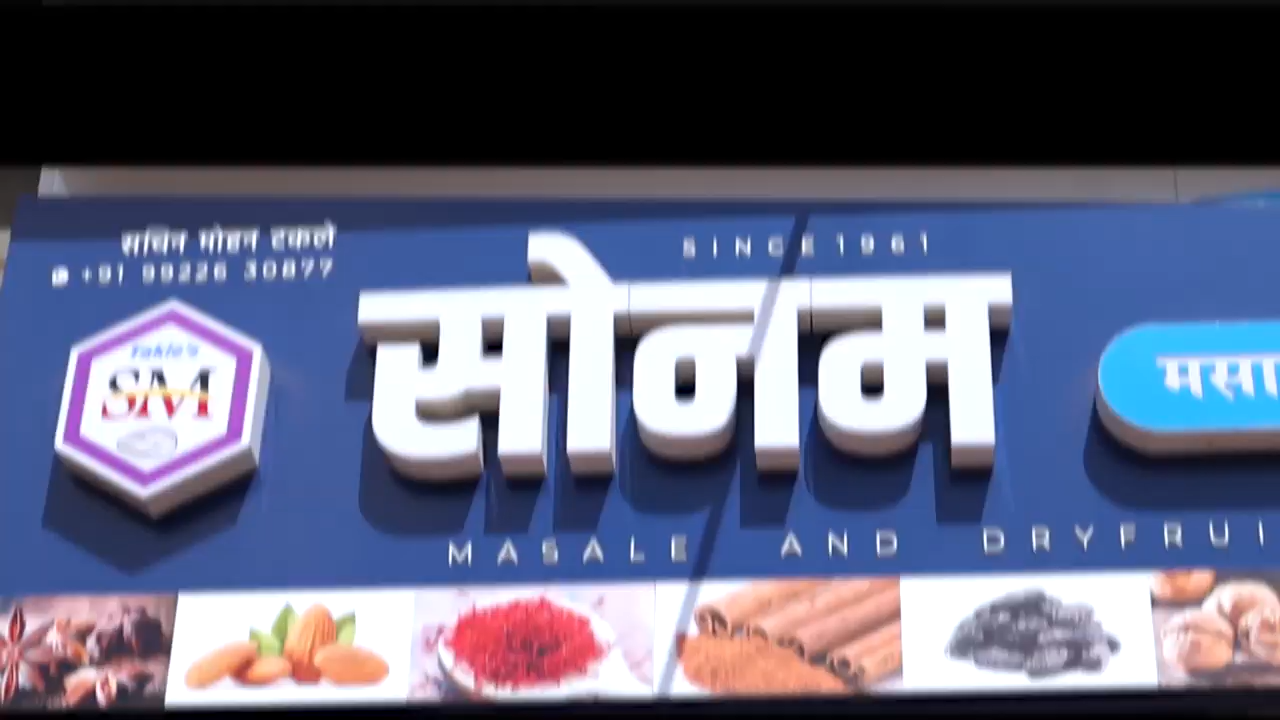 सचिन मोहन टकले
+91 99226 30877
SINCE 1961
Takle's
SM
सोनम
मसा
MASALE AND DRYFRUI